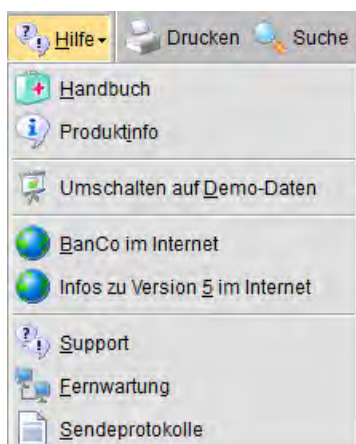 Hilfe Drucken Suche
Handbuch
Produktinfo
Umschalten auf Demo-Daten
BanCo im Internet
Infos zu Version 5 im Internet
Support
Fernwartung
Sendeprotokolle